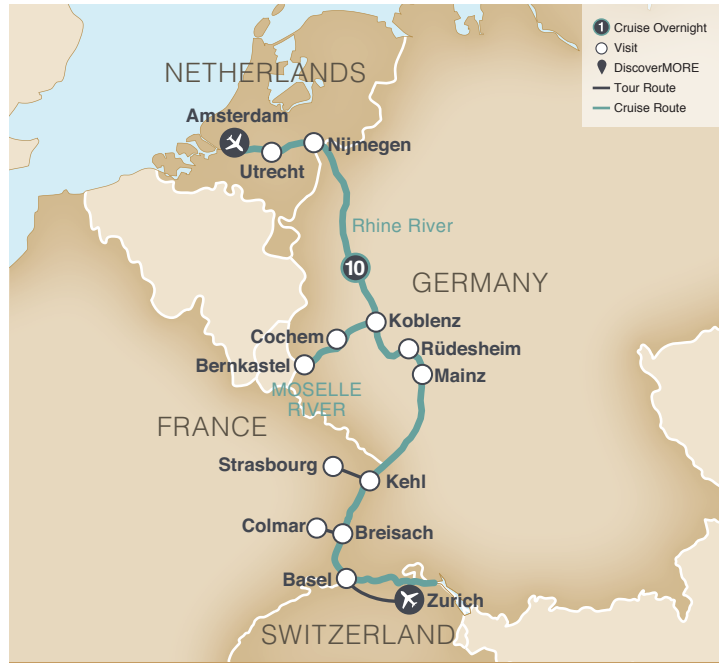 1 Cruise Overnight
Visit
DiscoverMORE
Tour Route
Cruise Route
NETHERLANDS
Amsterdam
Nijmegen
Utrecht
Rhine River
10
GERMANY
Koblenz
Cochem
Rüdesheim
Bernkastel
Mainz
MOSELLE
RIVER
FRANCE
Strasbourg
Kehl
Colmar
Breisach
Basel
Zurich
SWITZERLAND